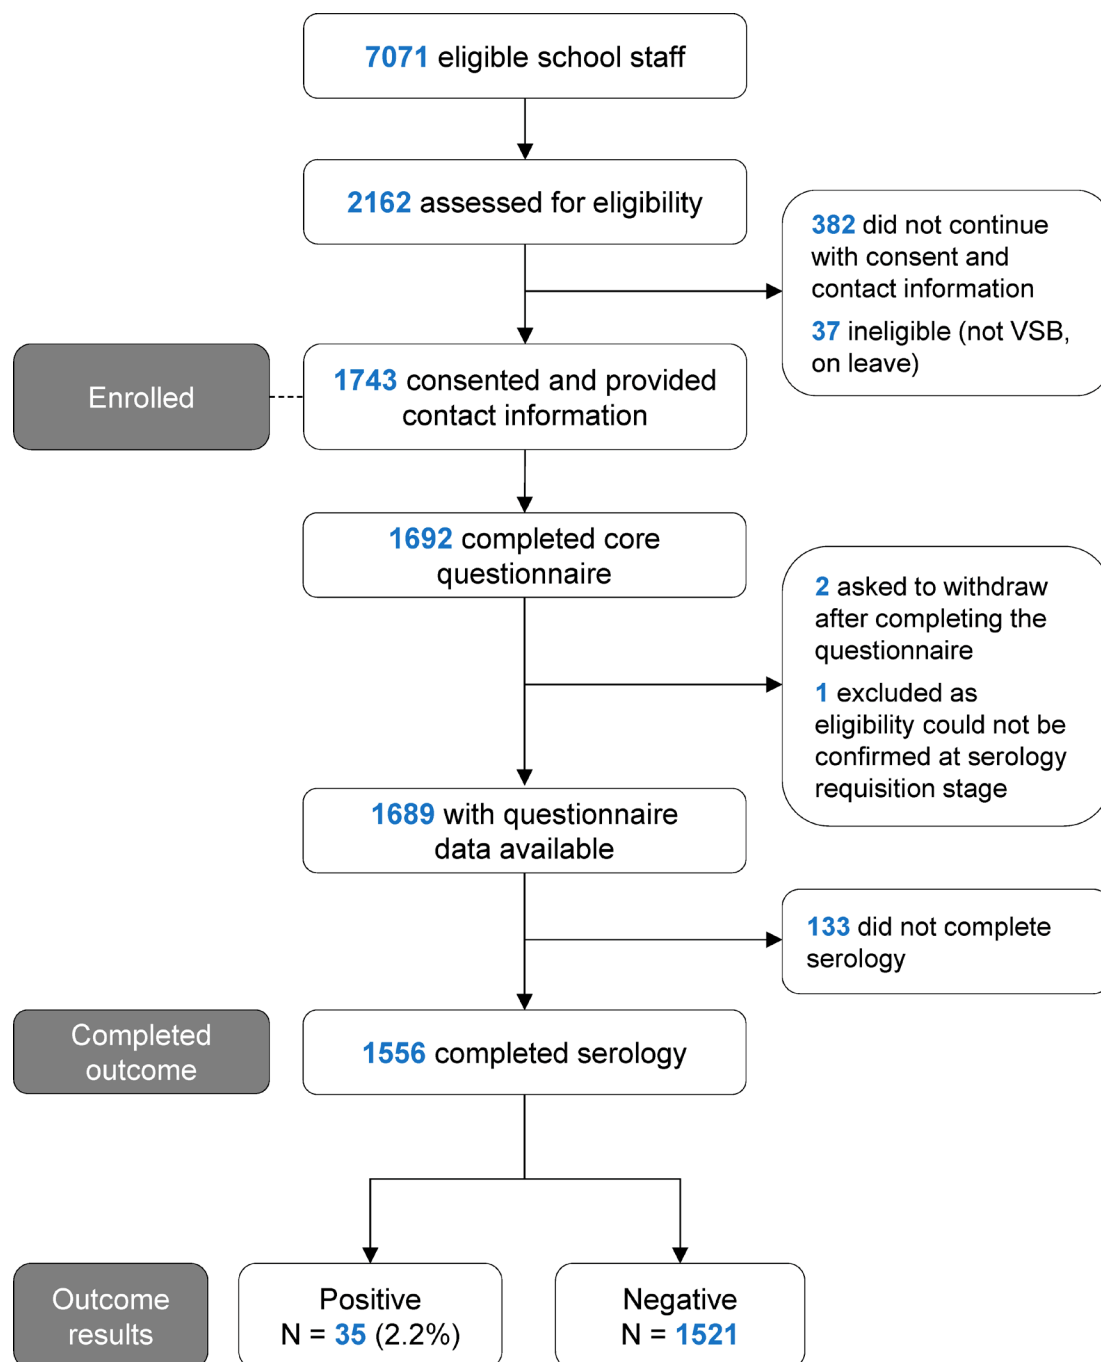 7071 eligible school staff
2162 assessed for eligibility
382 did not continue
with consent and
contact information
37 ineligible (not VSB,
on leave)
Enrolled
1743 consented and provided
contact information
1692 completed core
questionnaire
2 asked to withdraw
after completing the
questionnaire
1 excluded as
eligibility could not be
confirmed at serology
requisition stage
1689 with questionnaire
data available
133 did not complete
serology
Completed
outcome
1556 completed serology
Outcome
results
Positive
N = 35 (2.2%)
Negative
N = 1521